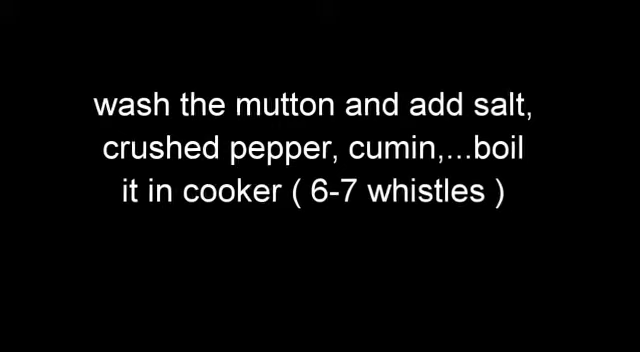 wash the mutton and add salt,
crushed pepper, cumin,...boil
it in cooker ( 6-7 whistles )